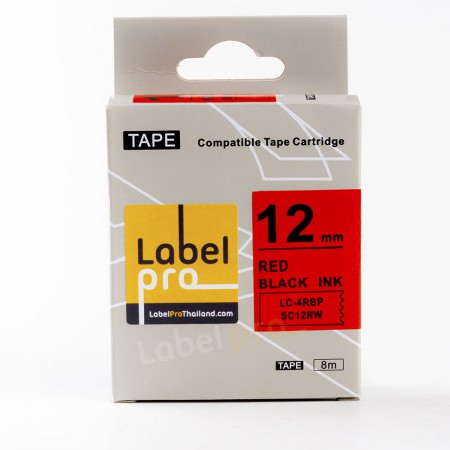 TAPE
Compatible Tape Cartridge
Label
pro
LabelProThailand.com
12 mm
RED
BLACK INK
LC-4RBP
SC12RW
Label pro
TAPE 8m